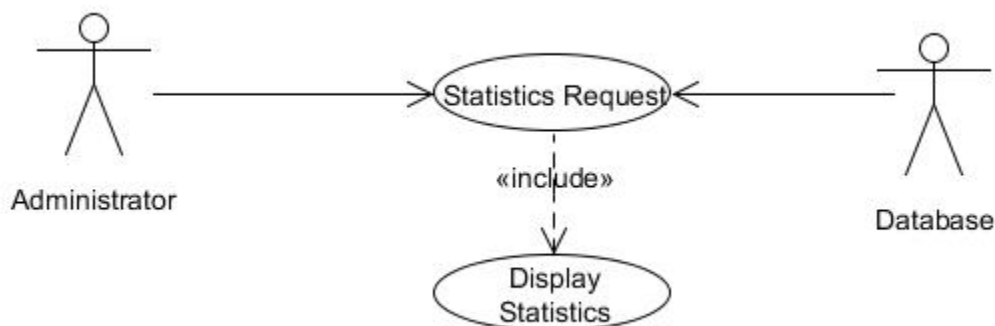 Statistics Request
«include»
Administrator
Database
Display
Statistics